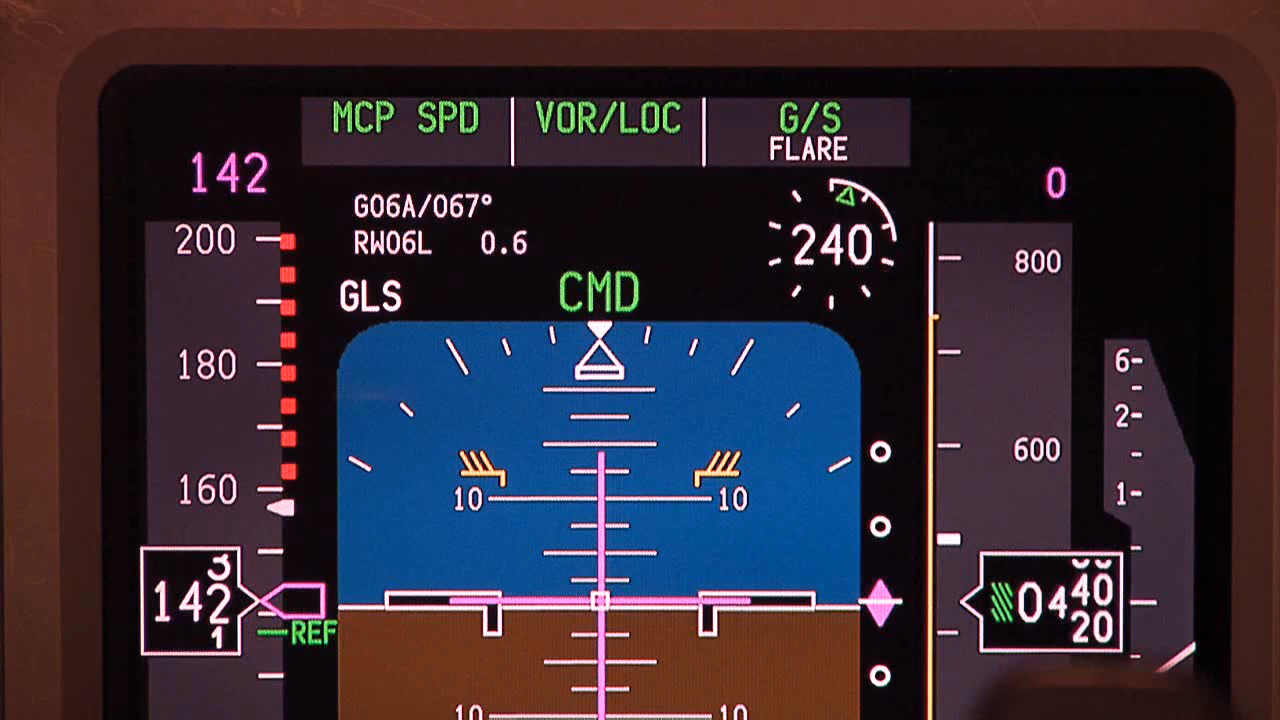 MCP SPD VOR/LOC G/S
FLARE
142 0
G06A/067°
RW06L 0.6
240
GLS CMD
200 800
180 6
2
160 600
10 10
1
3
142
1
REF
04 40
20
10 10